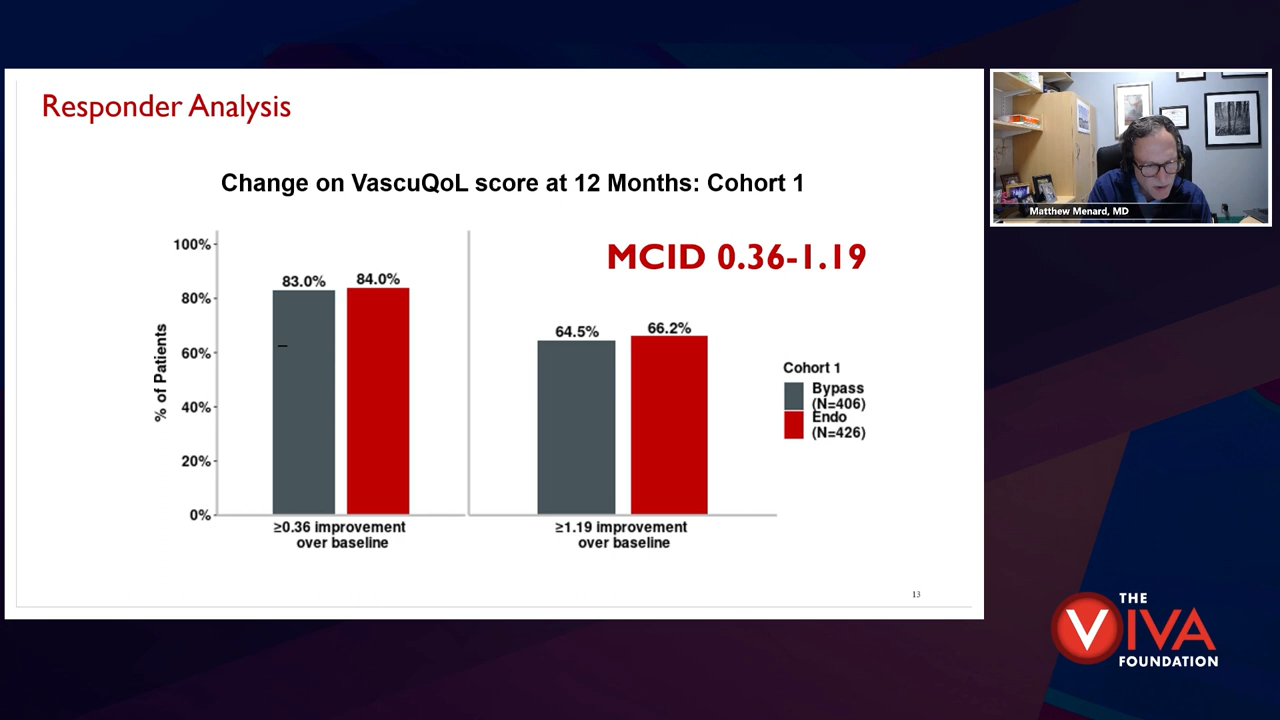 Responder Analysis
Change on VascuQoL score at 12 Months: Cohort 1
MCID 0.36-1.19
% of Patients
100%
80%
60%
40%
20%
0%
83.0%
84.0%
64.5%
66.2%
≥0.36 improvement
over baseline
≥1.19 improvement
over baseline
Cohort 1
Bypass
(N=406)
Endo
(N=426)
13
Matthew Menard, MD
THE
VIVA
FOUNDATION